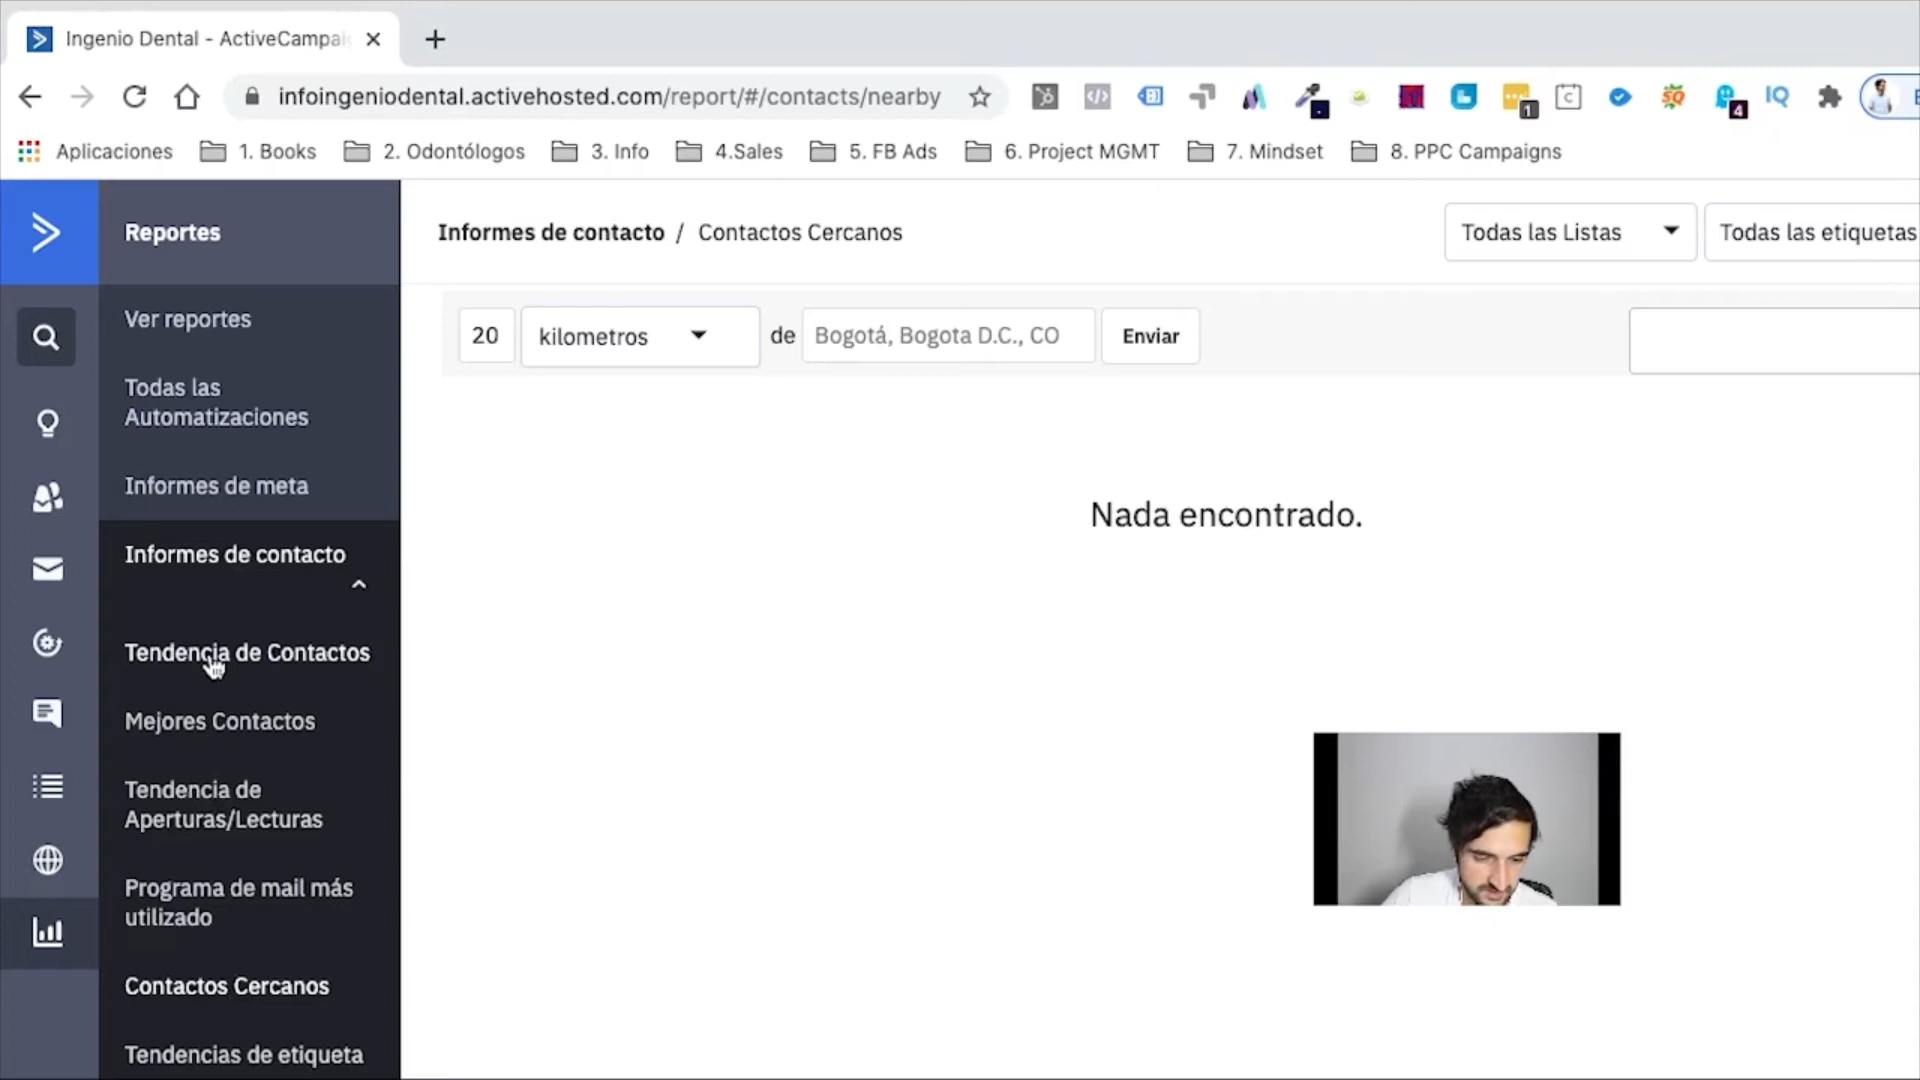 Ingenio Dental - ActiveCampai
infoingeniodental.activehosted.com/report/#/contacts/nearby
Aplicaciones 1. Books 2. Odontólogos 3. Info 4.Sales 5. FB Ads 6. Project MGMT 7. Mindset 8. PPC Campaigns
Reportes
Informes de contacto / Contactos Cercanos
Todas las Listas
Todas las etiquetas
Ver reportes
20
kilometros
de
Bogotá, Bogota D.C., CO
Enviar
Todas las
Automatizaciones
Informes de meta
Nada encontrado.
Informes de contacto
Tendencia de Contactos
Mejores Contactos
Tendencia de
Aperturas/Lecturas
Programa de mail más
utilizado
Contactos Cercanos
Tendencias de etiqueta